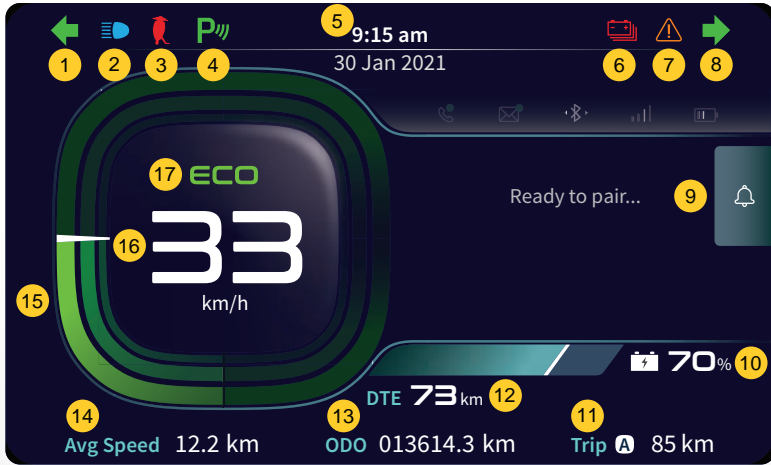 5
9:15 am
30 Jan 2021
P
1 2 3 4 6 7 8
17 ECO
Ready to pair... 9
16 33
km/h
15
70% 10
DTE 73 km 12
14 13 11
Avg Speed 12.2 km ODO 013614.3 km Trip A 85 km